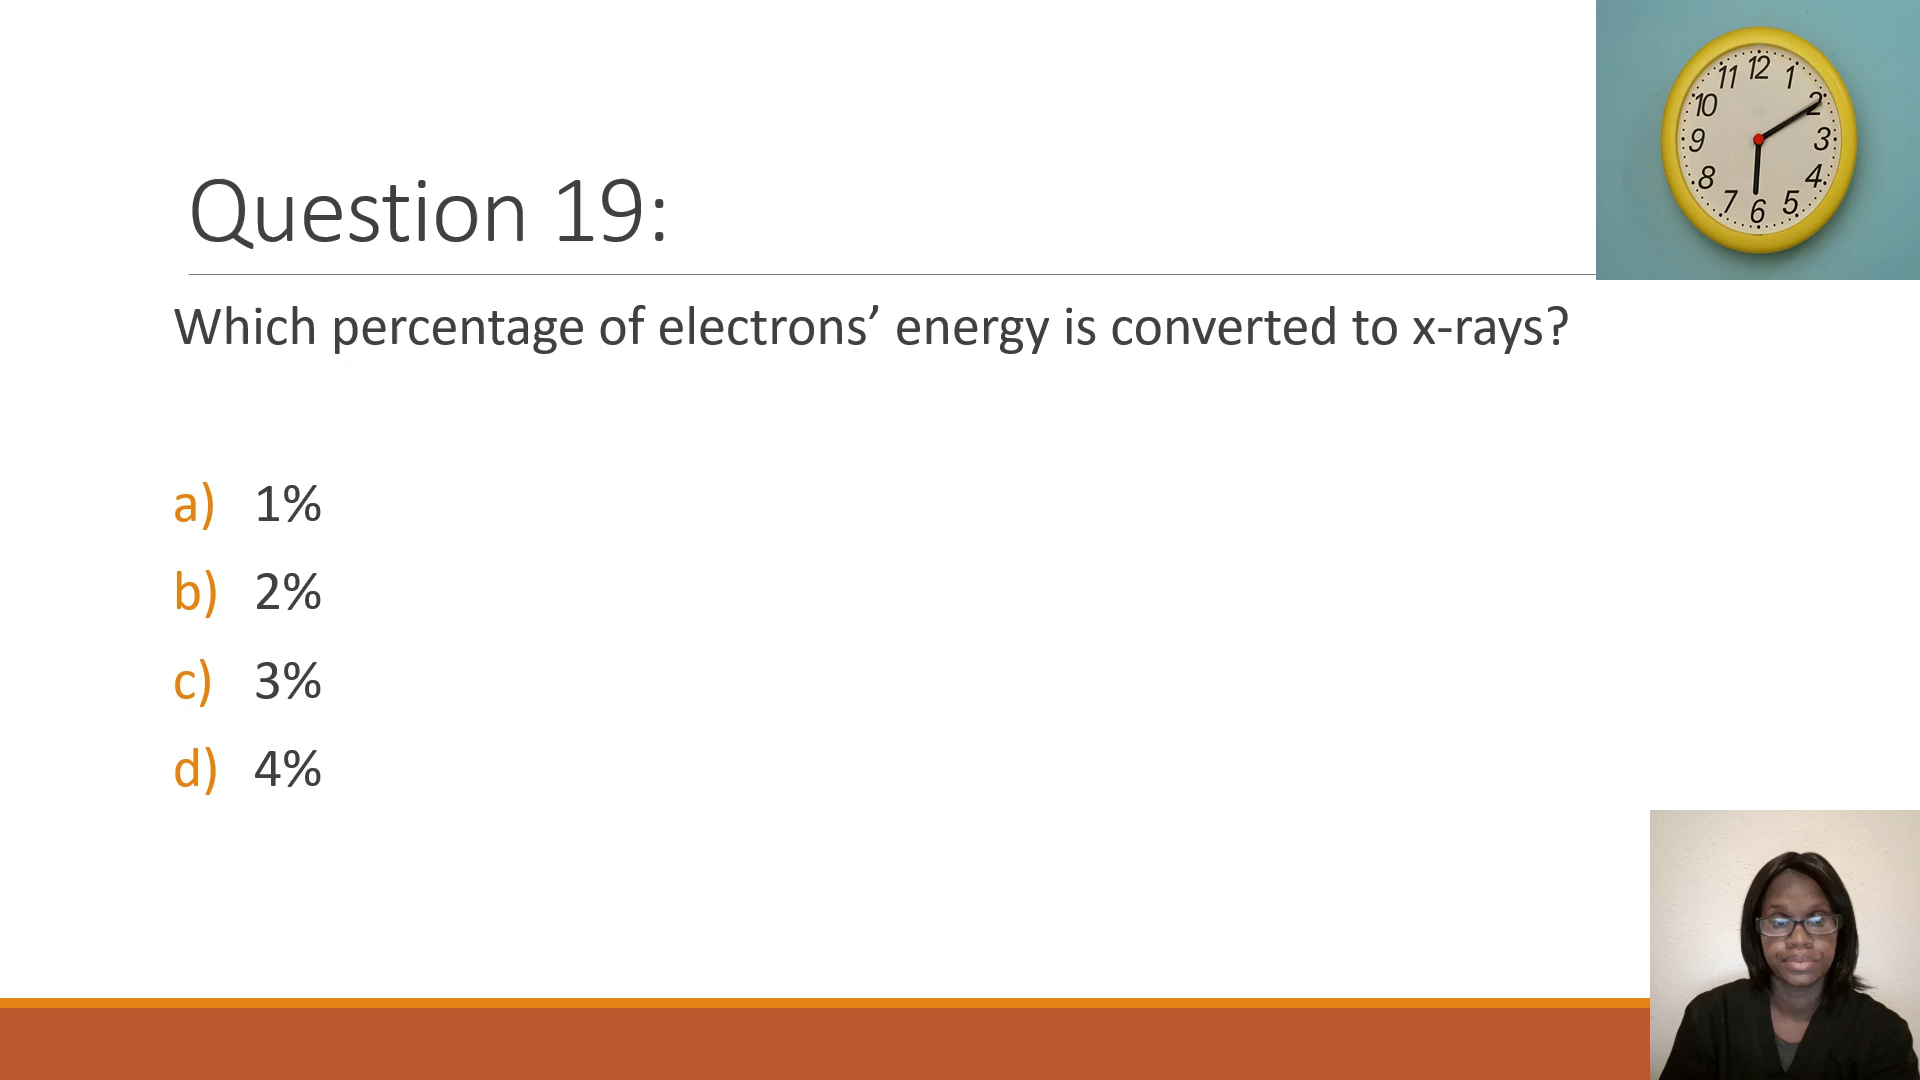 Question 19:
Which percentage of electrons’ energy is converted to x-rays?
a) 1%
b) 2%
c) 3%
d) 4%
12
1
2
3
4
5
6
7
8
9
10
11